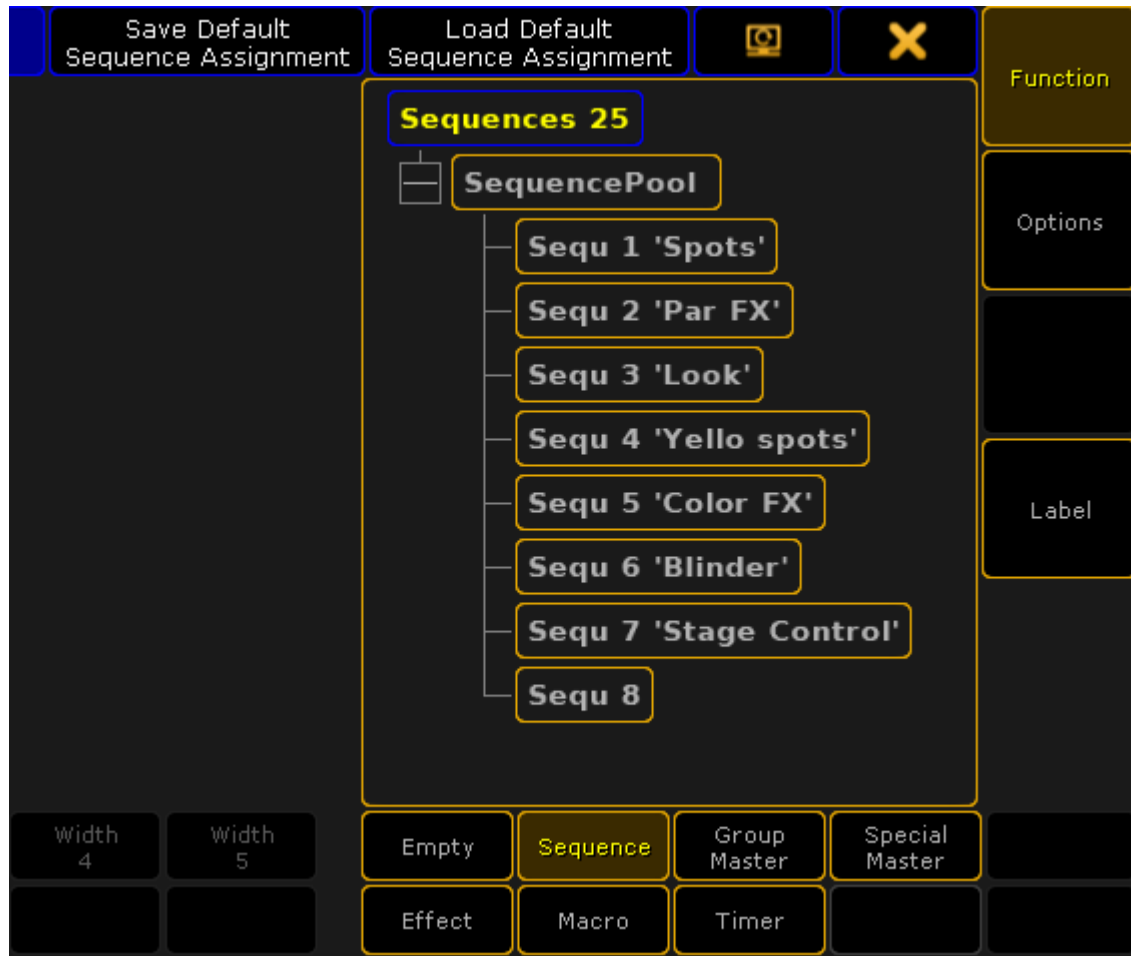 Save Default
Sequence Assignment
Load Default
Sequence Assignment
Function
Sequences 25
SequencePool
Options
Sequ 1 'Spots'
Sequ 2 'Par FX'
Sequ 3 'Look'
Sequ 4 'Yello spots'
Sequ 5 'Color FX'
Label
Sequ 6 'Blinder'
Sequ 7 'Stage Control'
Sequ 8
Width
4
Width
5
Empty
Sequence
Group
Master
Special
Master
Effect
Macro
Timer